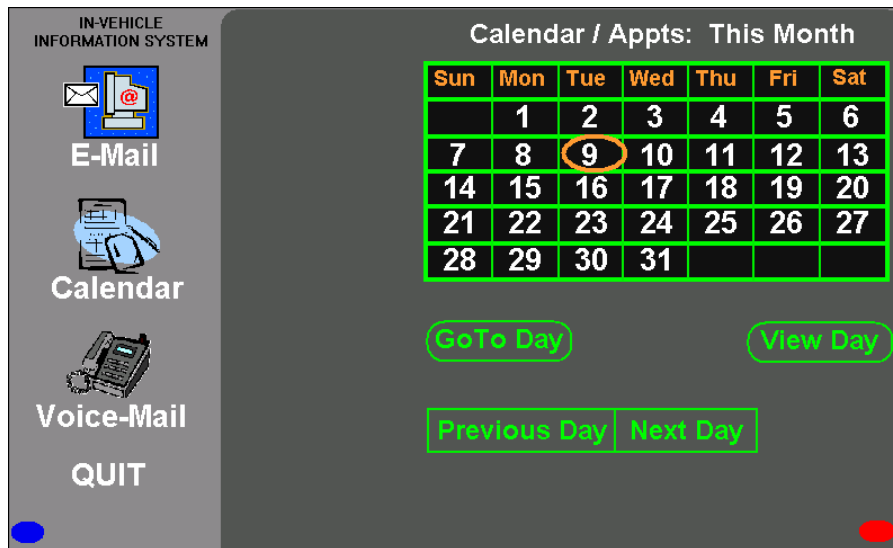 IN-VEHICLE
INFORMATION SYSTEM
@
E-Mail
Calendar
Voice-Mail
QUIT
Calendar / Appts: This Month
Sun Mon Tue Wed Thu Fri Sat
1 2 3 4 5 6
7 8 9 10 11 12 13
14 15 16 17 18 19 20
21 22 23 24 25 26 27
28 29 30 31
GoTo Day View Day
Previous Day Next Day